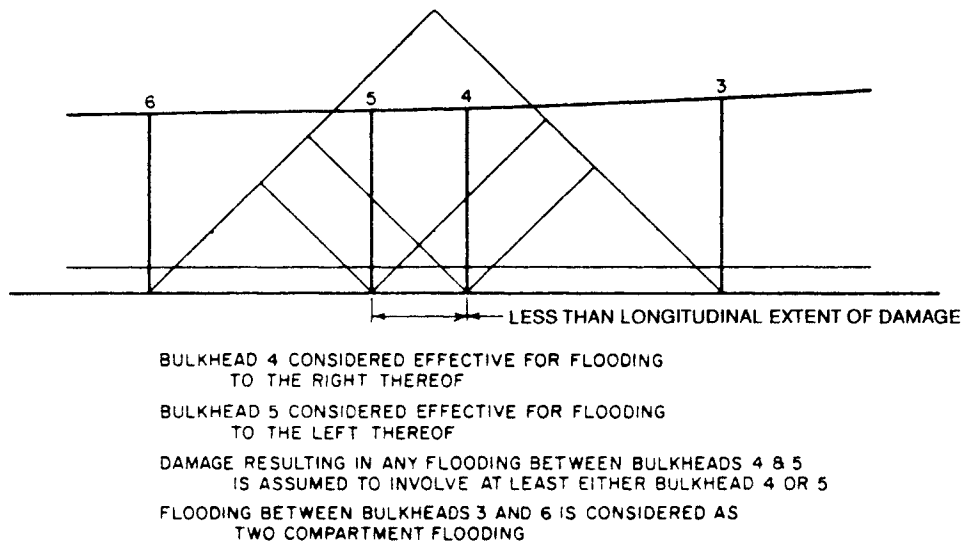 6
5
4
3
LESS THAN LONGITUDINAL EXTENT OF DAMAGE
BULKHEAD 4 CONSIDERED EFFECTIVE FOR FLOODING
TO THE RIGHT THEREOF
BULKHEAD 5 CONSIDERED EFFECTIVE FOR FLOODING
TO THE LEFT THEREOF
DAMAGE RESULTING IN ANY FLOODING BETWEEN BULKHEADS 4 & 5
IS ASSUMED TO INVOLVE AT LEAST EITHER BULKHEAD 4 OR 5
FLOODING BETWEEN BULKHEADS 3 AND 6 IS CONSIDERED AS
TWO COMPARTMENT FLOODING